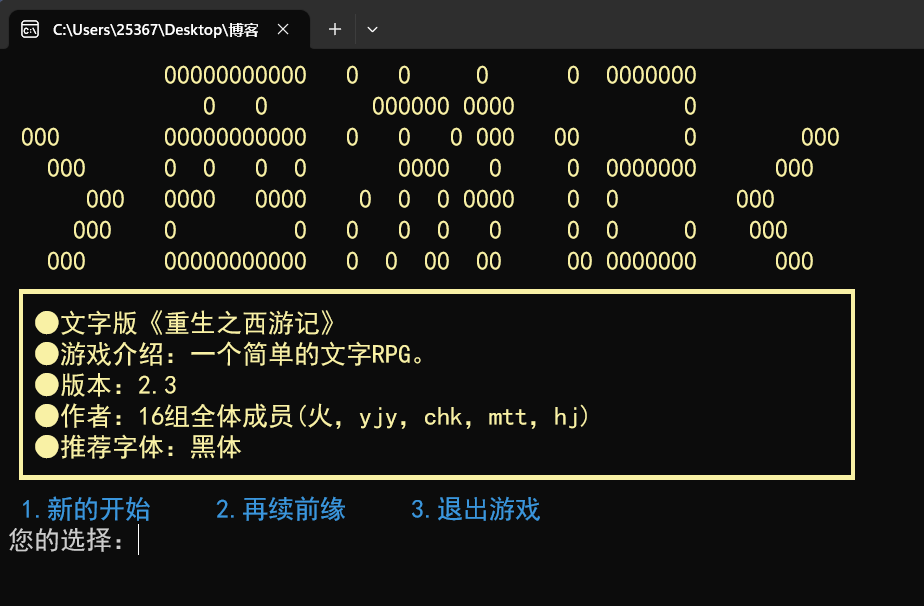 C:\Users\25367\Desktop\博客
00000000000   0   0     0      0  0000000
0   0        000000 0000             0
000        00000000000   0   0   0 000   00        0        000
000      0  0   0  0       0000   0     0  0000000      000
000   0000   0000    0  0  0 0000    0  0         000
000    0         0   0   0  0   0      0  0     0    000
000      00000000000   0  0  00  00     00 0000000      000
●文字版《重生之西游记》
●游戏介绍：一个简单的文字RPG。
●版本：2.3
●作者：16组全体成员(火，yjy，chk，mtt，hj)
●推荐字体：黑体
1.新的开始     2.再续前缘     3.退出游戏
您的选择：